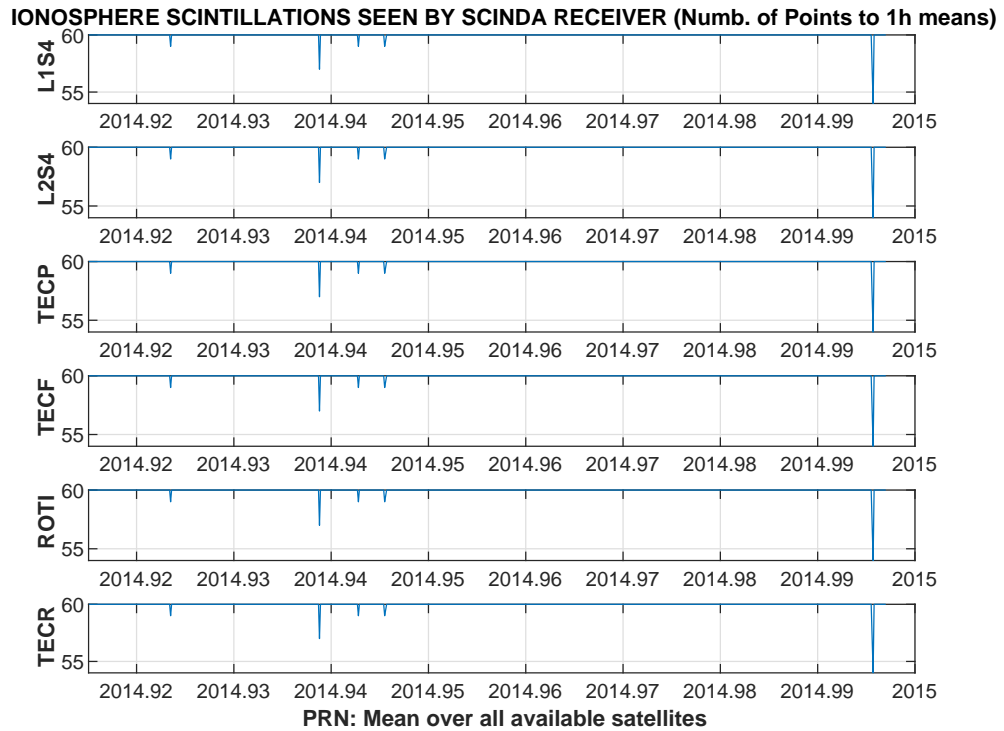 IONOSPHERE SCINTILLATIONS SEEN BY SCINDA RECEIVER (Numb. of Points to 1h means)
60
55
L1S4
2014.92 2014.93 2014.94 2014.95 2014.96 2014.97 2014.98 2014.99 2015
60
55
L2S4
2014.92 2014.93 2014.94 2014.95 2014.96 2014.97 2014.98 2014.99 2015
60
55
TECP
2014.92 2014.93 2014.94 2014.95 2014.96 2014.97 2014.98 2014.99 2015
60
55
TECF
2014.92 2014.93 2014.94 2014.95 2014.96 2014.97 2014.98 2014.99 2015
60
55
ROTI
2014.92 2014.93 2014.94 2014.95 2014.96 2014.97 2014.98 2014.99 2015
60
55
TECR
2014.92 2014.93 2014.94 2014.95 2014.96 2014.97 2014.98 2014.99 2015
PRN: Mean over all available satellites